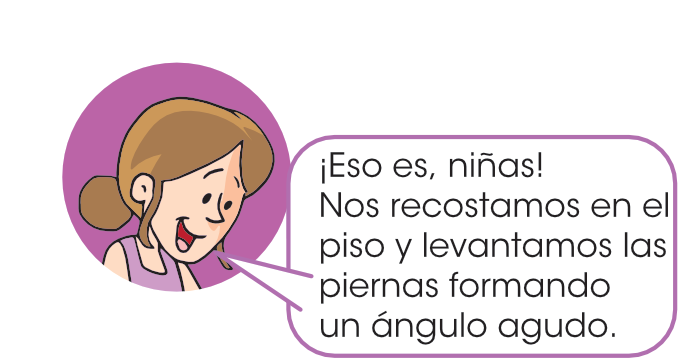 ¡Eso es, niñas!
Nos recostamos en el
piso y levantamos las
piernas formando
un ángulo agudo.